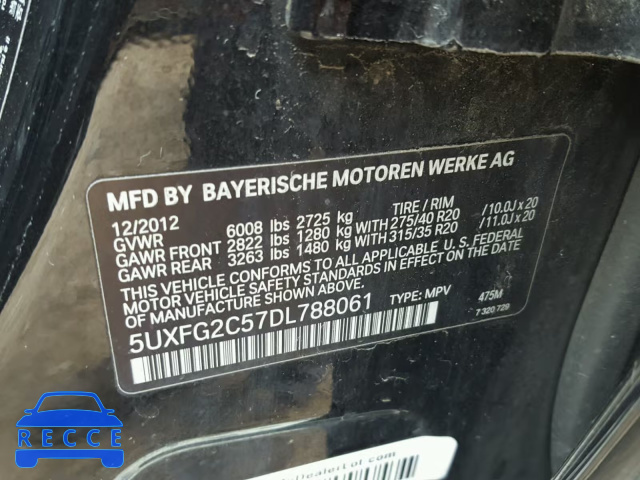 MFD BY BAYERISCHE MOTOREN WERKE AG
12/2012 TIRE / RIM
GVWR 6008 lbs 2725 kg
GAWR FRONT 2822 lbs 1280 kg WITH 275/40 R20 /10.0J x 20
GAWR REAR 3263 lbs 1480 kg WITH 315/35 R20 /11.0J x 20
THIS VEHICLE CONFORMS TO ALL APPLICABLE U.S. FEDERAL
MOTOR VEHICLE SAFETY STANDARDS IN EFFECT ON THE
DATE OF MANUFACTURE SHOWN ABOVE.
5UXFG2C57DL788061 TYPE: MPV 475M
7 320 729
RECCE